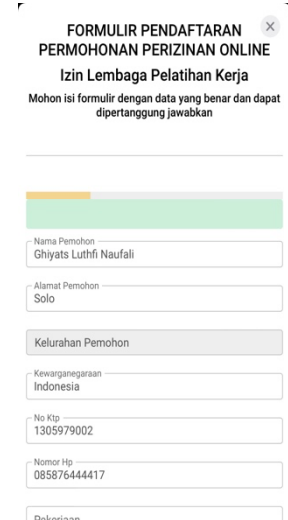 FORMULIR PENDAFTARAN
PERMOHONAN PERIZINAN ONLINE
Izin Lembaga Pelatihan Kerja
Mohon isi formulir dengan data yang benar dan dapat
dipertanggung jawabkan
Nama Pemohon
Ghiyats Luthfi Naufali
Alamat Pemohon
Solo
Kelurahan Pemohon
Kewarganegaraan
Indonesia
No Ktp
1305979002
Nomor Hp
085876444417
Pekerjaan